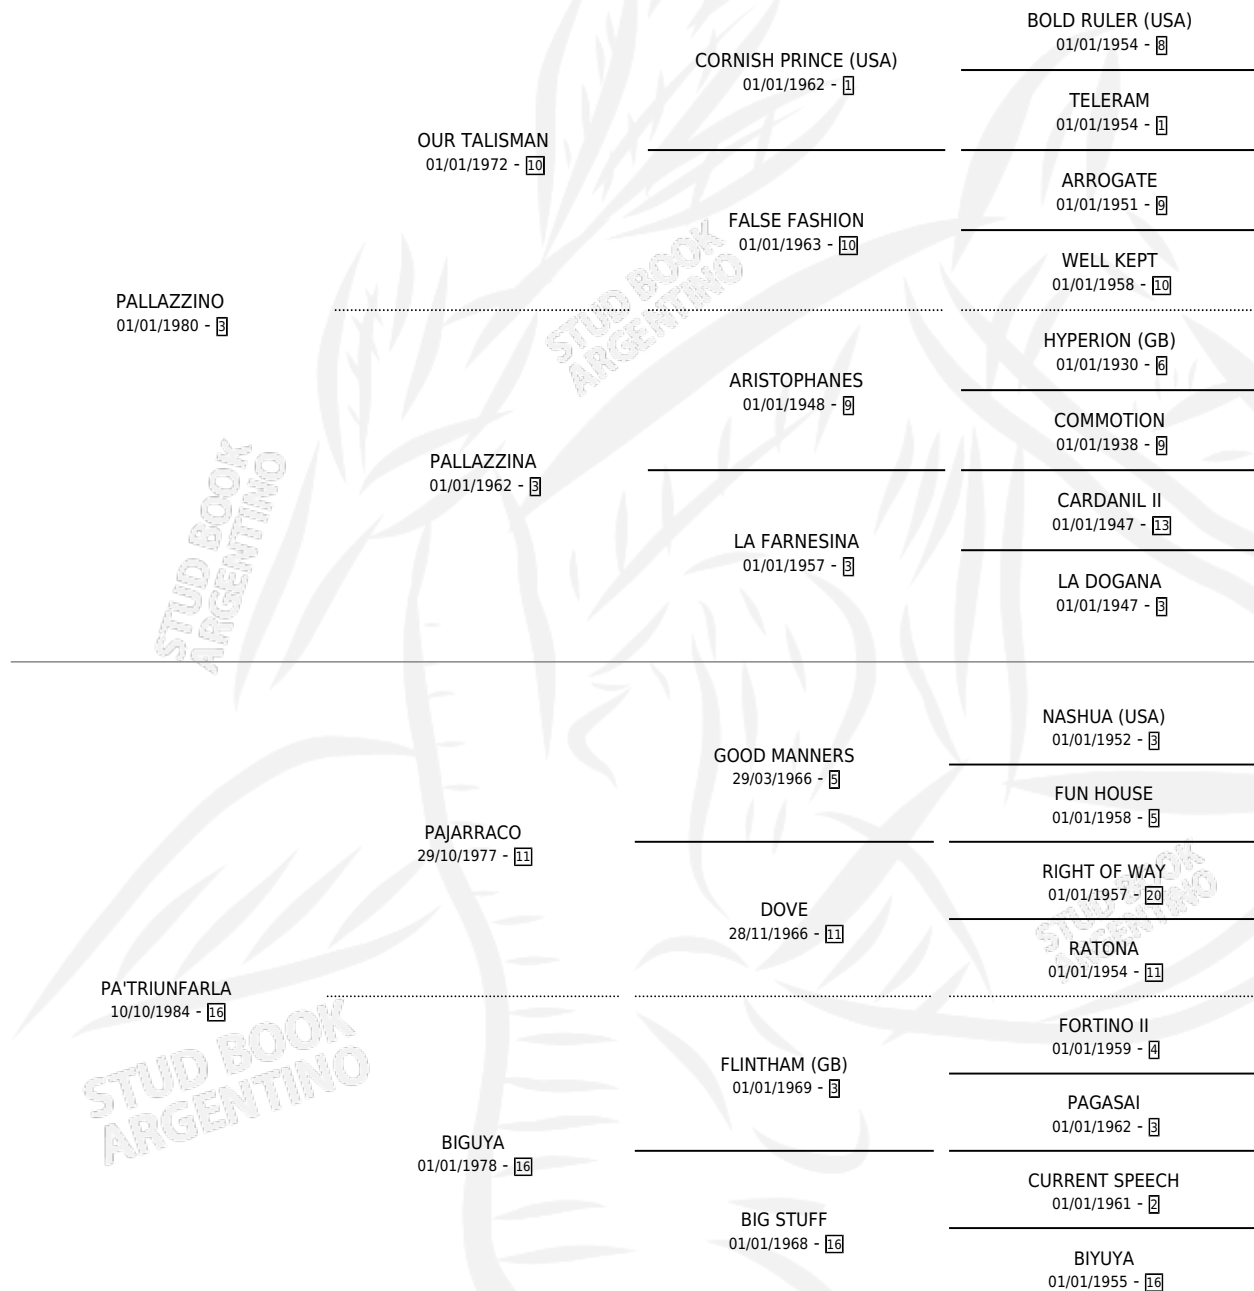 BOLD RULER (USA)
01/01/1954 - 8
CORNISH PRINCE (USA)
01/01/1962 - 1
TELERAM
01/01/1954 - 1
OUR TALISMAN
01/01/1972 - 10
ARROGATE
01/01/1951 - 9
FALSE FASHION
01/01/1963 - 10
WELL KEPT
01/01/1958 - 10
PALLAZZINO
01/01/1980 - 3
HYPERION (GB)
01/01/1930 - 6
ARISTOPHANES
01/01/1948 - 9
COMMOTION
01/01/1938 - 9
PALLAZZINA
01/01/1962 - 3
CARDANIL II
01/01/1947 - 13
LA FARNESINA
01/01/1957 - 3
LA DOGANA
01/01/1947 - 3
STUD BOOK
ARGENTINO
STUD BOOK
ARGENTINO
NASHUA (USA)
01/01/1952 - 3
GOOD MANNERS
29/03/1966 - 5
FUN HOUSE
01/01/1958 - 5
PAJARRACO
29/10/1977 - 11
RIGHT OF WAY
01/01/1957 - 20
DOVE
28/11/1966 - 11
RATONA
01/01/1954 - 11
STUD BOOK
ARGENTINO
PA'TRIUNFARLA
10/10/1984 - 16
FORTINO II
01/01/1959 - 4
FLINTHAM (GB)
01/01/1969 - 3
PAGASAI
01/01/1962 - 3
BIGUYA
01/01/1978 - 16
CURRENT SPEECH
01/01/1961 - 2
BIG STUFF
01/01/1968 - 16
BIYUYA
01/01/1955 - 16
STUD BOOK
ARGENTINO